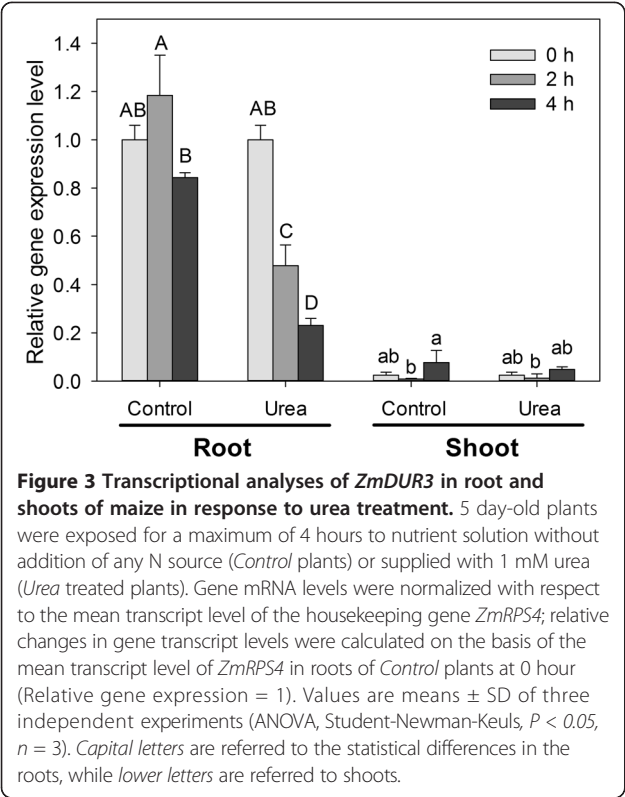 1.4
1.2
1.0
0.8
0.6
0.4
0.2
0.0
Relative gene expression level
0 h
2 h
4 h
AB
A
B
AB
C
D
ab
b
a
ab
b
ab
Control
Urea
Control
Urea
Root
Shoot
Figure 3 Transcriptional analyses of ZmDUR3 in root and
shoots of maize in response to urea treatment. 5 day-old plants
were exposed for a maximum of 4 hours to nutrient solution without
addition of any N source (Control plants) or supplied with 1 mM urea
(Urea treated plants). Gene mRNA levels were normalized with respect
to the mean transcript level of the housekeeping gene ZmRPS4; relative
changes in gene transcript levels were calculated on the basis of the
mean transcript level of ZmRPS4 in roots of Control plants at 0 hour
(Relative gene expression = 1). Values are means ± SD of three
independent experiments (ANOVA, Student-Newman-Keuls, P < 0.05,
n = 3). Capital letters are referred to the statistical differences in the
roots, while lower letters are referred to shoots.